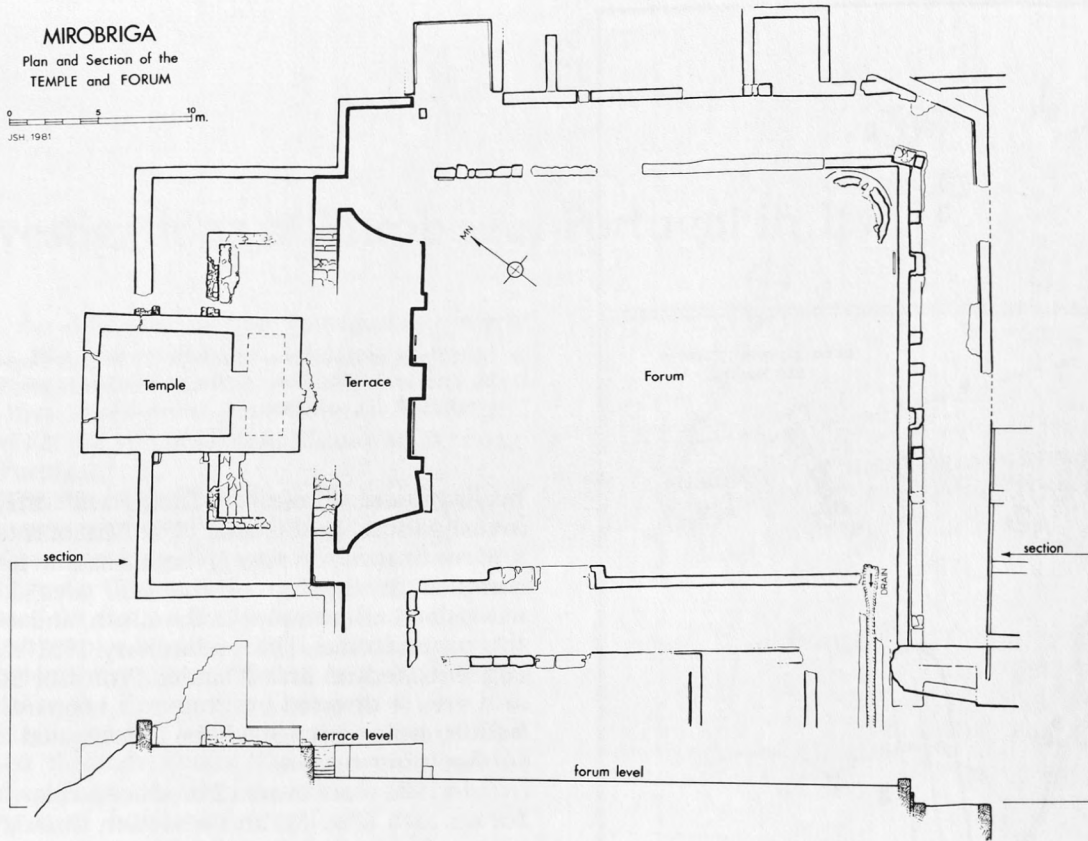 MIROBRIGA
Plan and Section of the
TEMPLE and FORUM
0 5 10 m.
JSH 1981
Temple
Terrace
Forum
section
section
DRAIN
terrace level
forum level